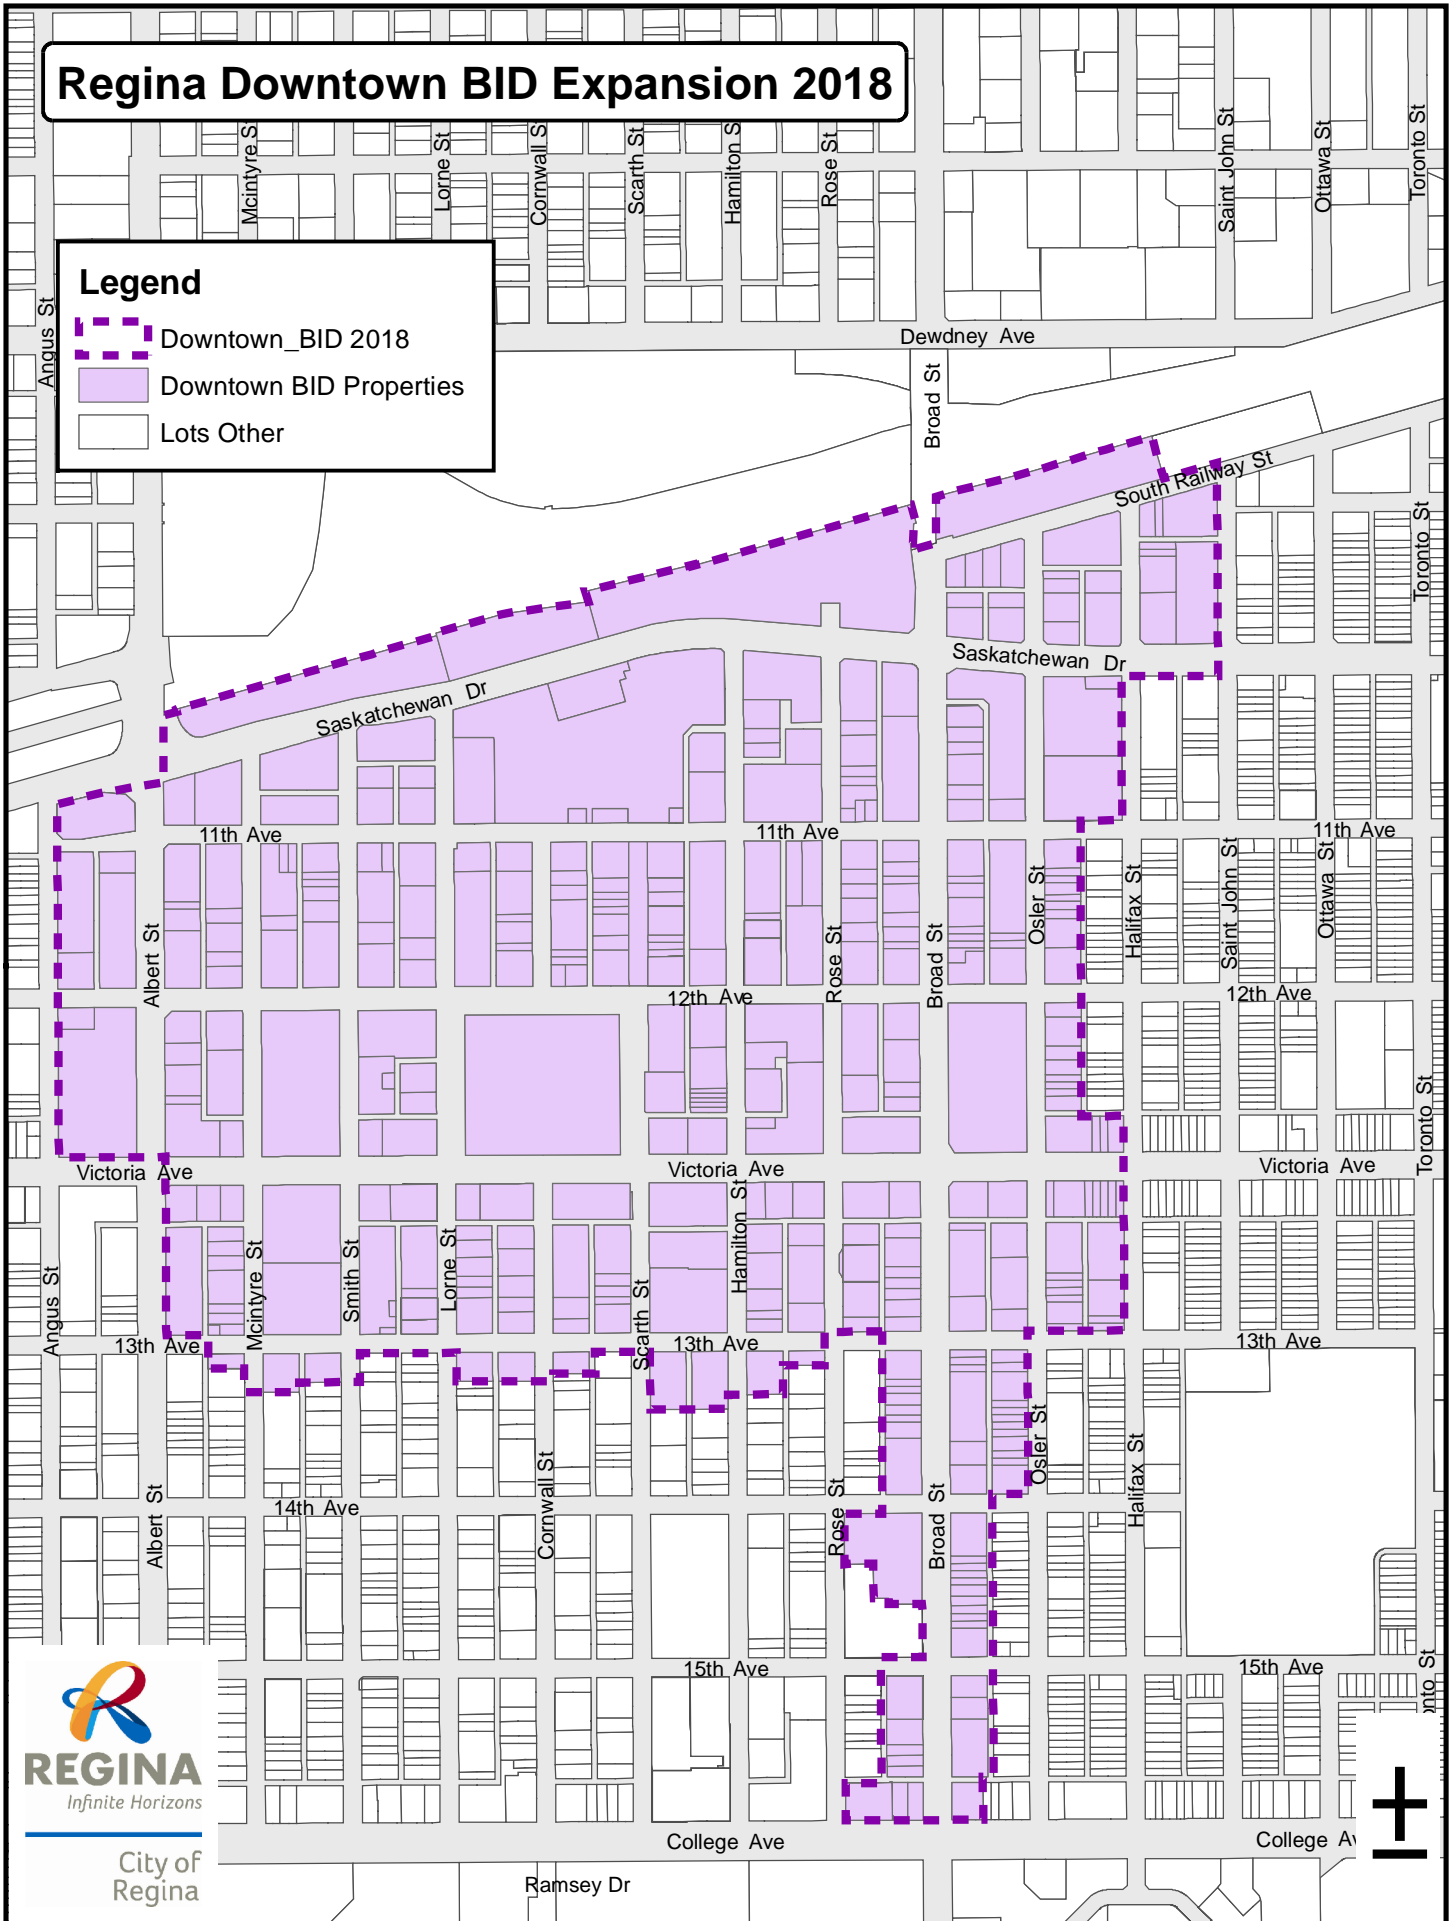 Regina Downtown BID Expansion 2018
Mcintyre St
Lorne St
Cornwall St
Scarth St
Hamilton S
Rose St
Saint John St
Ottawa St
Toronto St
Legend
Downtown_BID 2018
Downtown BID Properties
Lots Other
Angus St
Dewdney Ave
Broad St
South Railway St
Toronto St
Saskatchewan Dr
Saskatchewan Dr
11th Ave
11th Ave
11th Ave
Albert St
Rose St
Broad St
Osler St
Halifax St
Saint John St
Ottawa St
12th Ave
12th Ave
Toronto St
Victoria Ave
Victoria Ave
Victoria Ave
Angus St
Mcintyre St
Smith St
Lorne St
Scarth St
Hamilton St
13th Ave
13th Ave
13th Ave
Albert St
14th Ave
Cornwall St
Rose St
Broad St
Osler St
Halifax St
15th Ave
15th Ave
onto St
REGINA
Infinite Horizons
City of
Regina
College Ave
College Av
Ramsey Dr